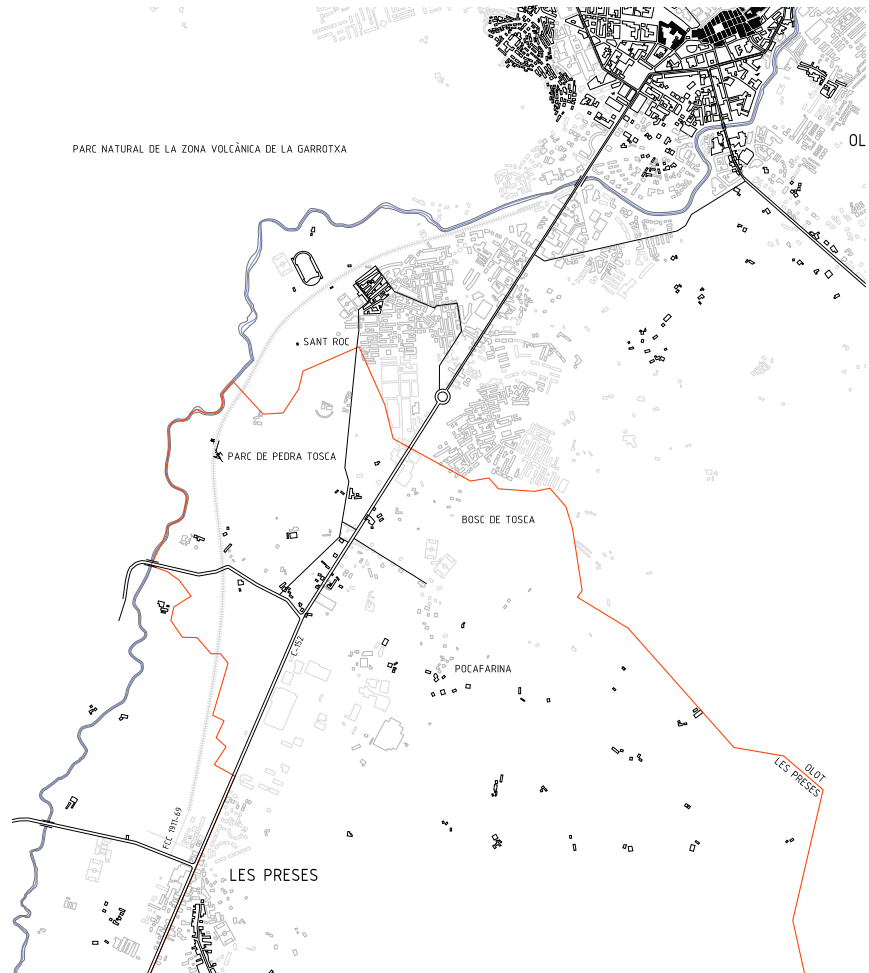 PARC NATURAL DE LA ZONA VOLCÀNICA DE LA GARROTXA
OL
SANT ROC
PARC DE PEDRA TOSCA
BOSC DE TOSCA
C-152
POCAFARINA
OLOT
LES PRESES
FCC 1911-69
LES PRESES